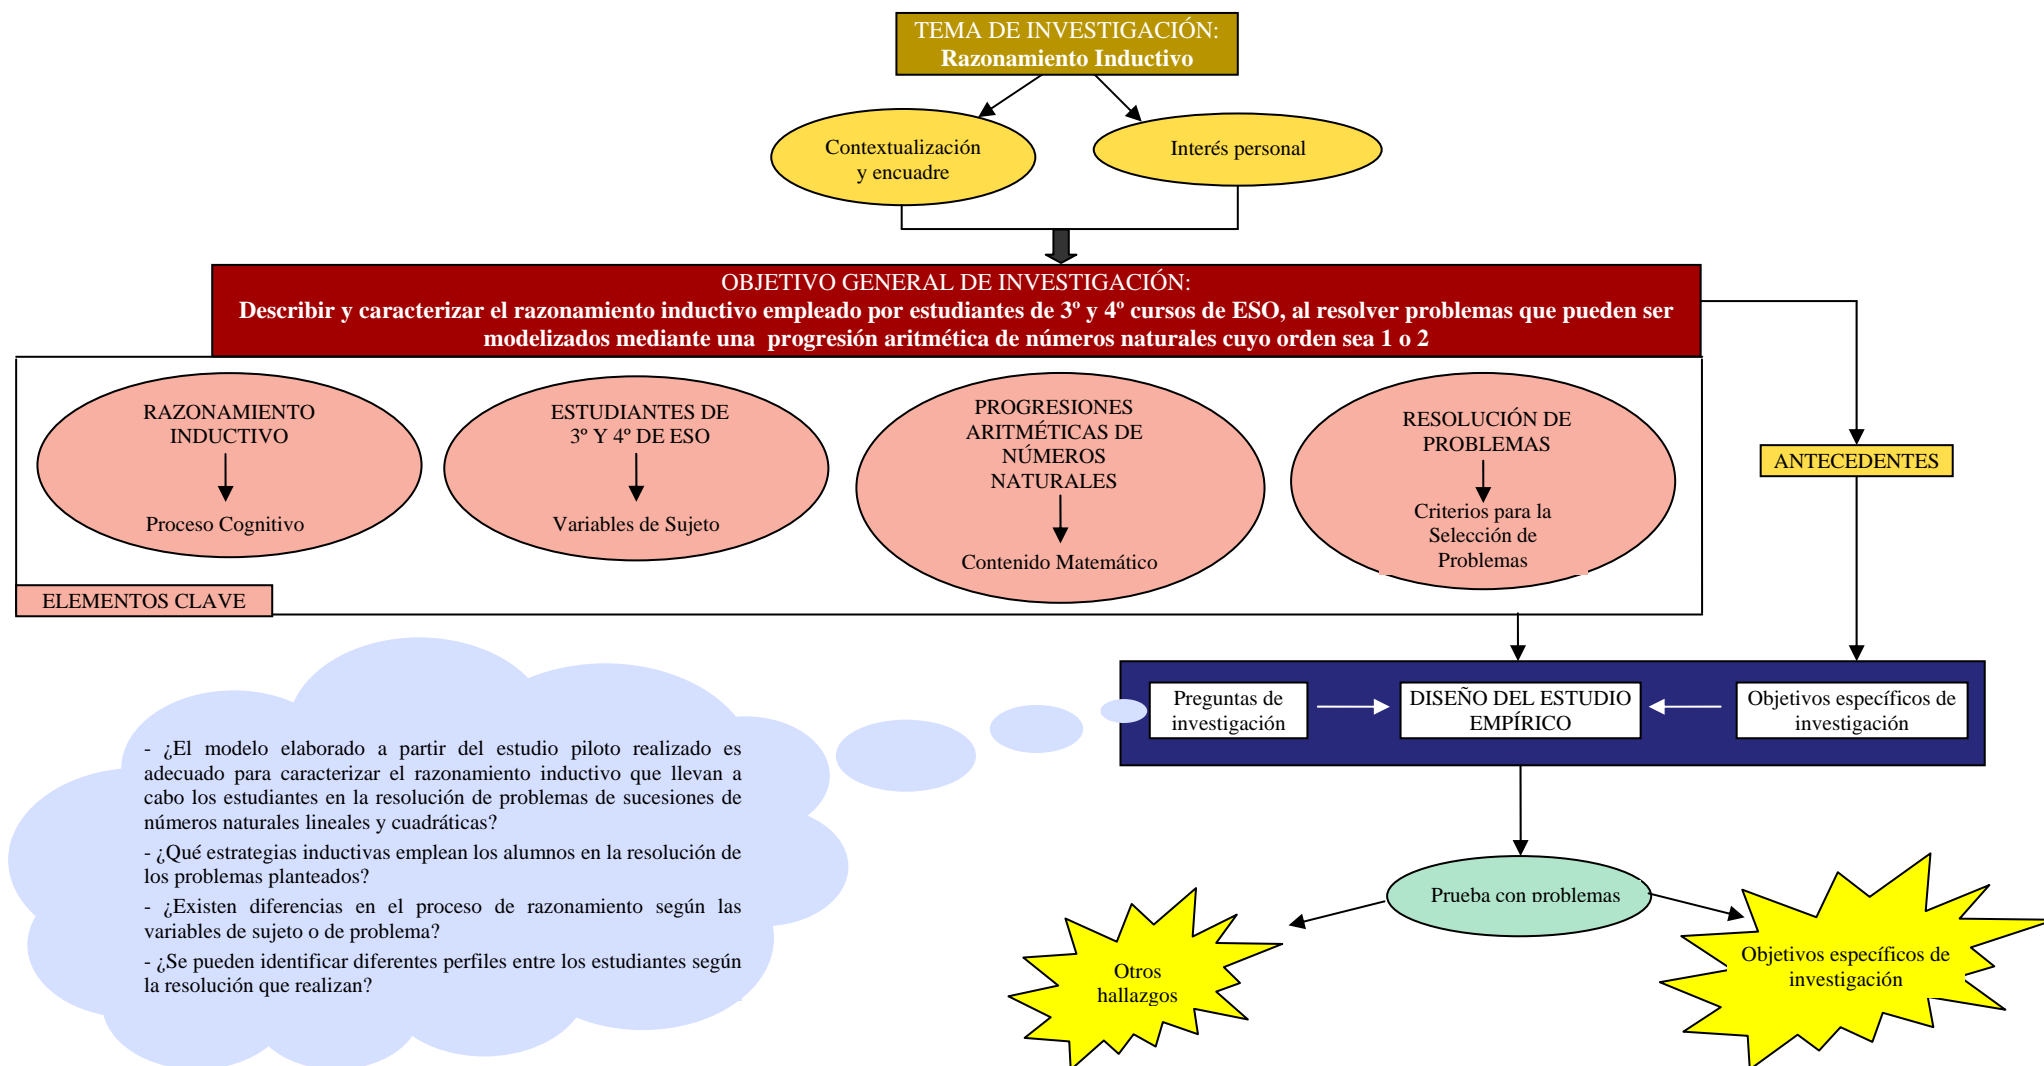 TEMA DE INVESTIGACIÓN:
Razonamiento Inductivo
Contextualización
y encuadre
Interés personal
OBJETIVO GENERAL DE INVESTIGACIÓN:
Describir y caracterizar el razonamiento inductivo empleado por estudiantes de 3º y 4º cursos de ESO, al resolver problemas que pueden ser
modelizados mediante una progresión aritmética de números naturales cuyo orden sea 1 o 2
RAZONAMIENTO
INDUCTIVO
Proceso Cognitivo
ESTUDIANTES DE
3º Y 4º DE ESO
Variables de Sujeto
PROGRESIONES
ARITMÉTICAS DE
NÚMEROS
NATURALES
Contenido Matemático
RESOLUCIÓN DE
PROBLEMAS
Criterios para la
Selección de
Problemas
ANTECEDENTES
ELEMENTOS CLAVE
Preguntas de
investigación
DISEÑO DEL ESTUDIO
EMPÍRICO
Objetivos específicos de
investigación
- ¿El modelo elaborado a partir del estudio piloto realizado es
adecuado para caracterizar el razonamiento inductivo que llevan a
cabo los estudiantes en la resolución de problemas de sucesiones de
números naturales lineales y cuadráticas?
- ¿Qué estrategias inductivas emplean los alumnos en la resolución de
los problemas planteados?
- ¿Existen diferencias en el proceso de razonamiento según las
variables de sujeto o de problema?
- ¿Se pueden identificar diferentes perfiles entre los estudiantes según
la resolución que realizan?
Prueba con problemas
Otros
hallazgos
Objetivos específicos de
investigación